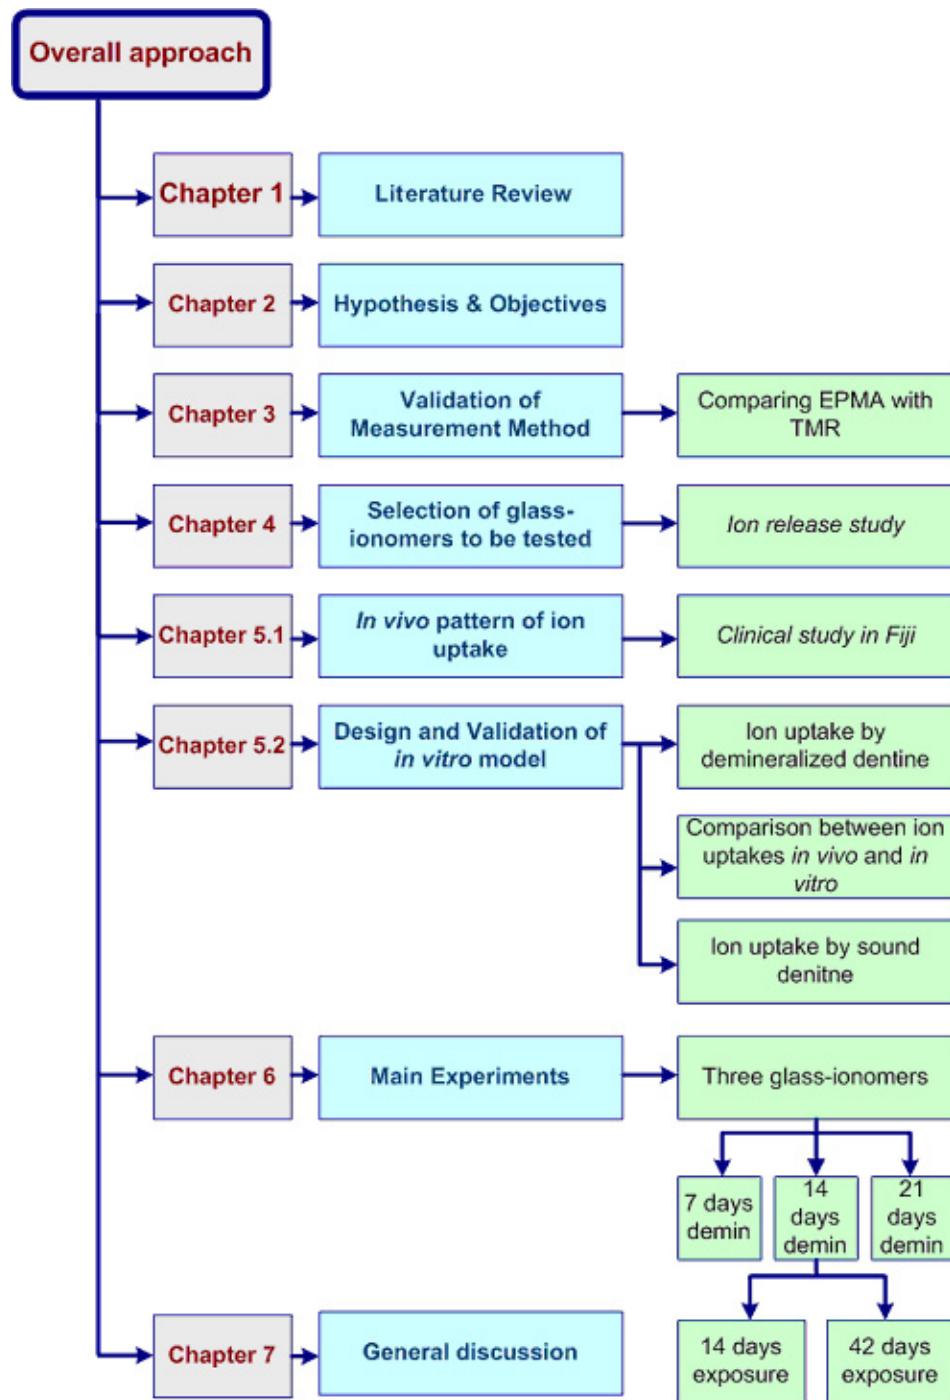 Overall approach
Chapter 1
Literature Review
Chapter 2
Hypothesis & Objectives
Chapter 3
Validation of
Measurement Method
Comparing EPMA with
TMR
Chapter 4
Selection of glass-
ionomers to be tested
Ion release study
Chapter 5.1
In vivo pattern of ion
uptake
Clinical study in Fiji
Chapter 5.2
Design and Validation of
in vitro model
Ion uptake by
demineralized dentine
Comparison between ion
uptakes in vivo and in
vitro
Ion uptake by sound
denitne
Chapter 6
Main Experiments
Three glass-ionomers
7 days
demin
14
days
demin
21
days
demin
14 days
exposure
42 days
exposure
Chapter 7
General discussion